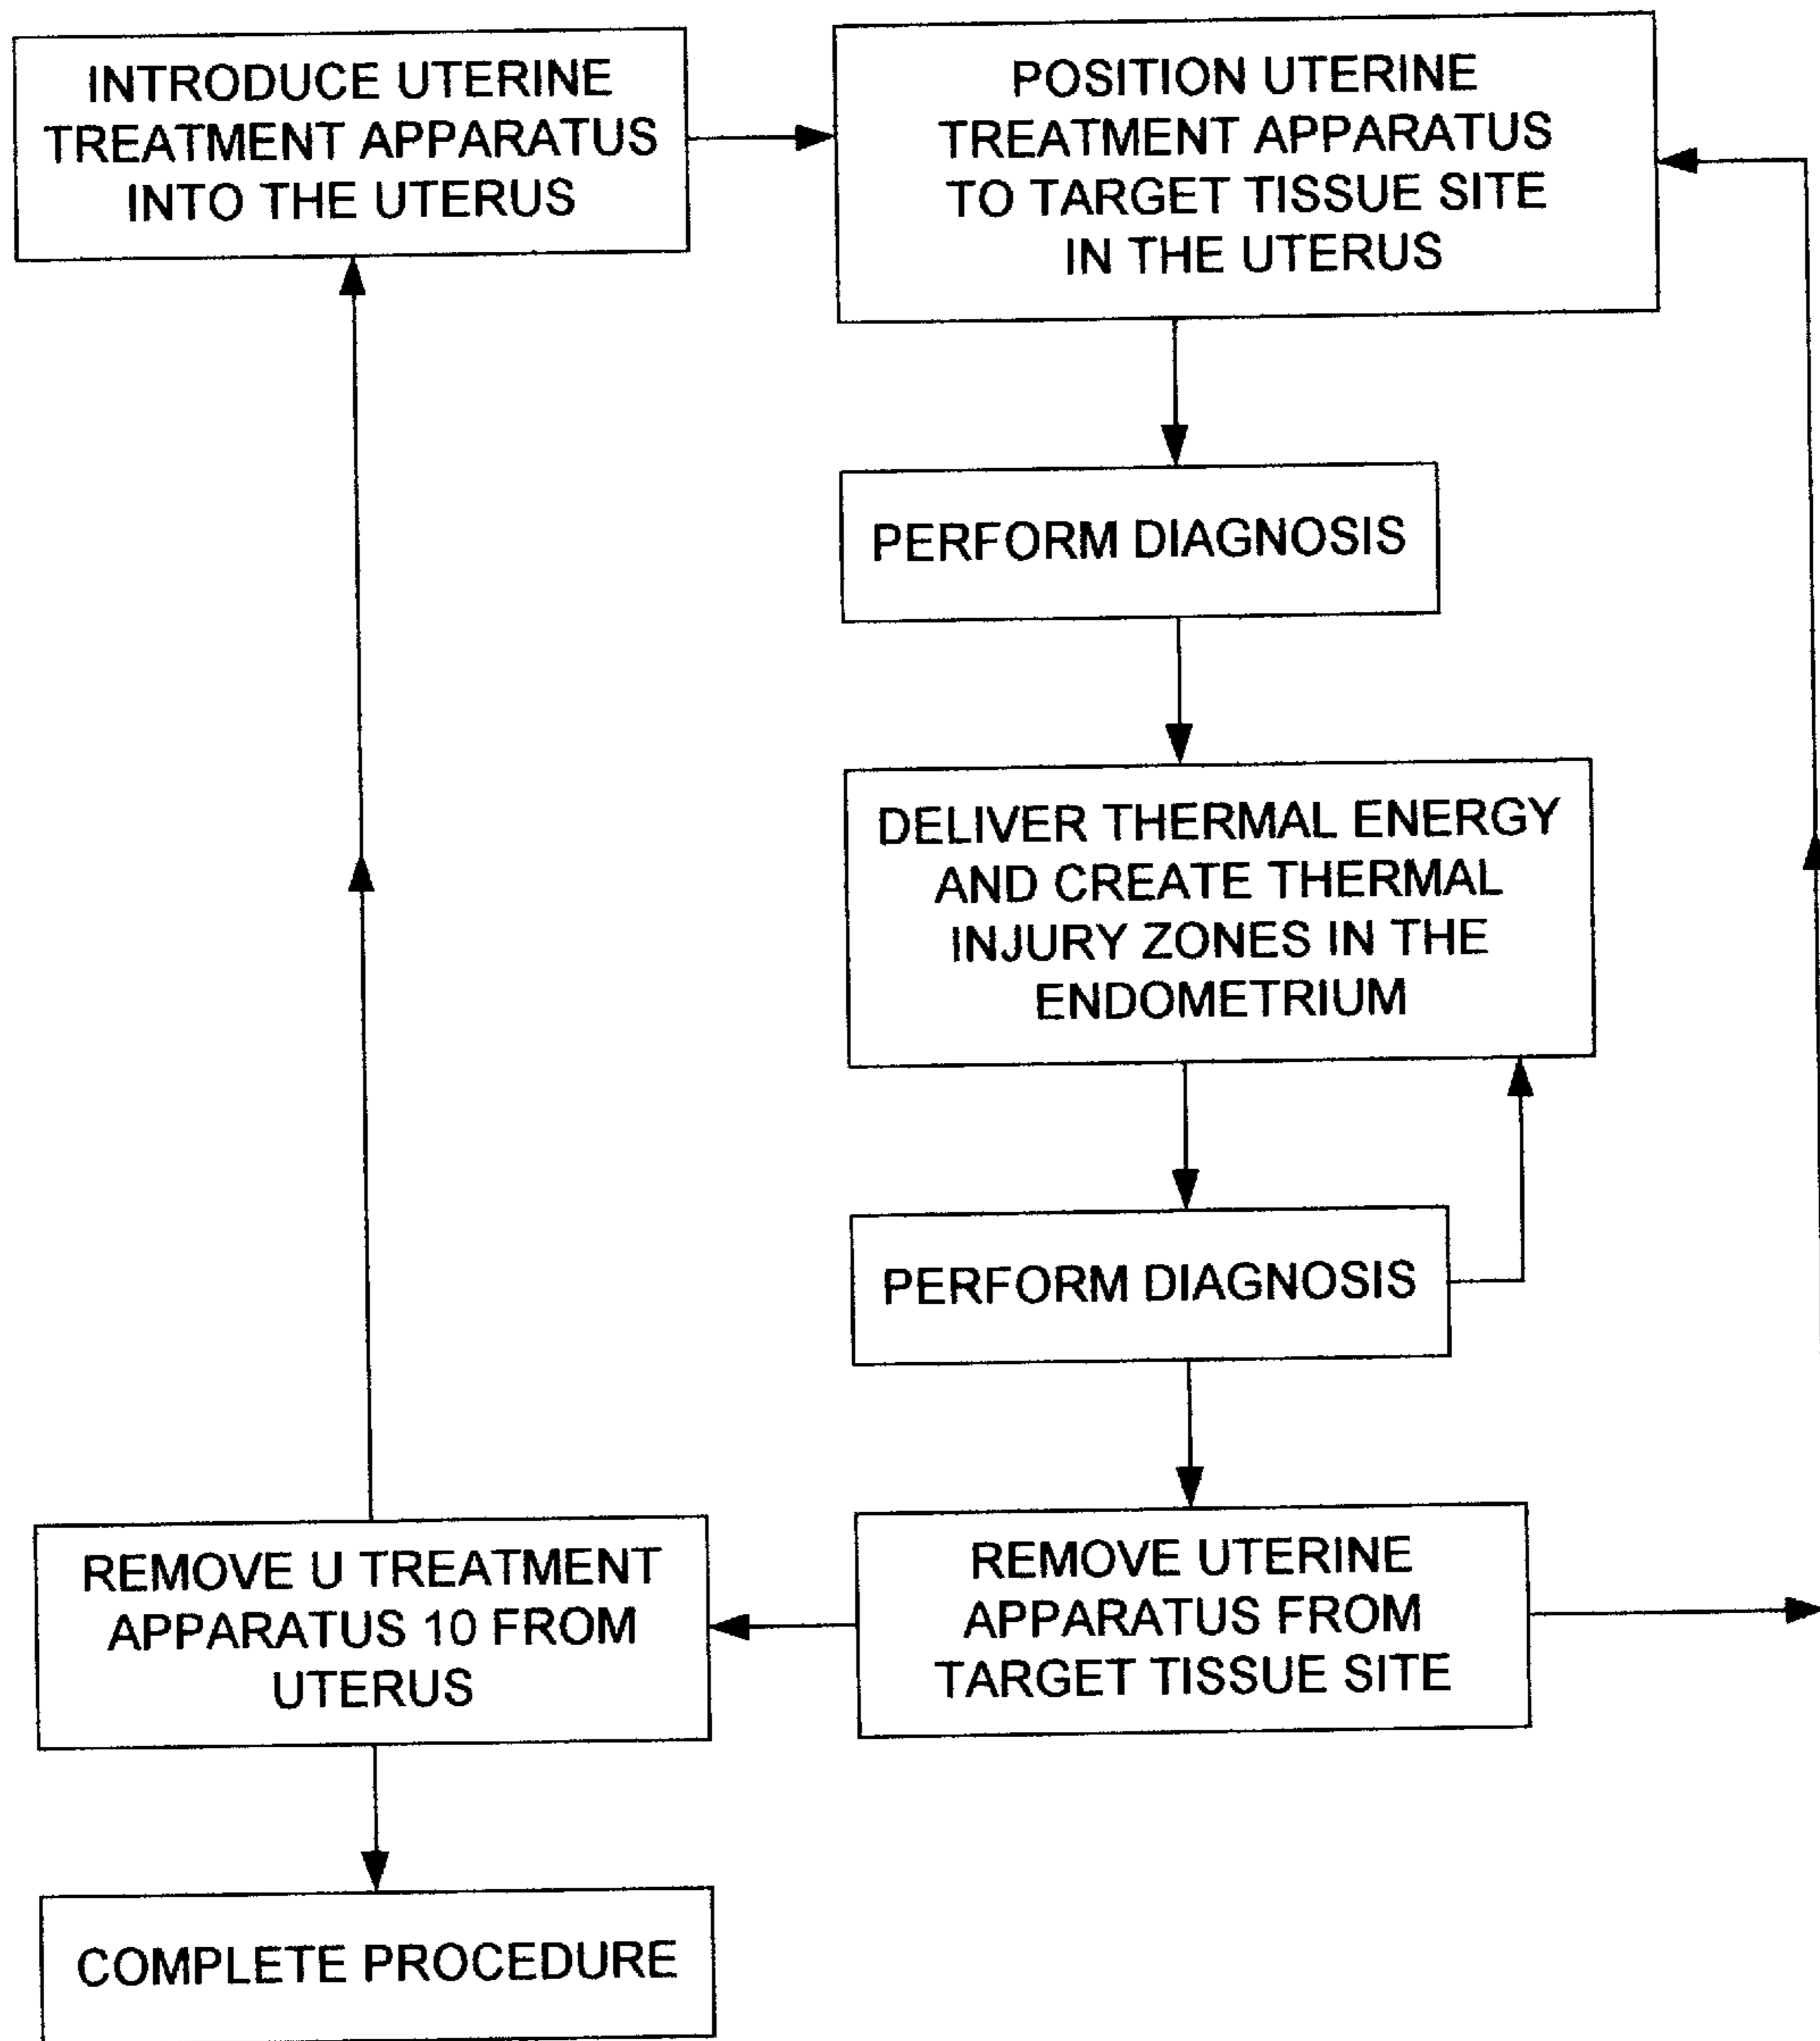 INTRODUCE UTERINE
TREATMENT APPARATUS
INTO THE UTERUS
POSITION UTERINE
TREATMENT APPARATUS
TO TARGET TISSUE SITE
IN THE UTERUS
PERFORM DIAGNOSIS
DELIVER THERMAL ENERGY
AND CREATE THERMAL
INJURY ZONES IN THE
ENDOMETRIUM
PERFORM DIAGNOSIS
REMOVE UTERINE
APPARATUS FROM
TARGET TISSUE SITE
REMOVE U TREATMENT
APPARATUS 10 FROM
UTERUS
COMPLETE PROCEDURE